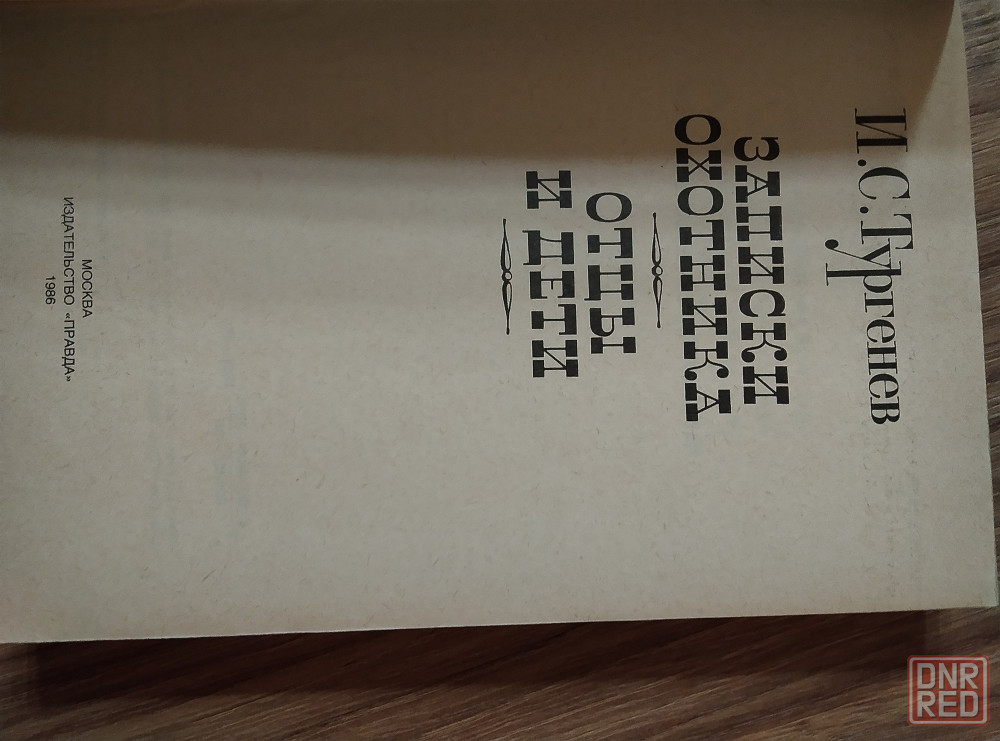 И.С.Тургенев
ЗАПИСКИ
ОХОТНИКА
ОТЦЫ
И ДЕТИ
МОСКВА
ИЗДАТЕЛЬСТВО «ПРАВДА»
1986
DNR
RED